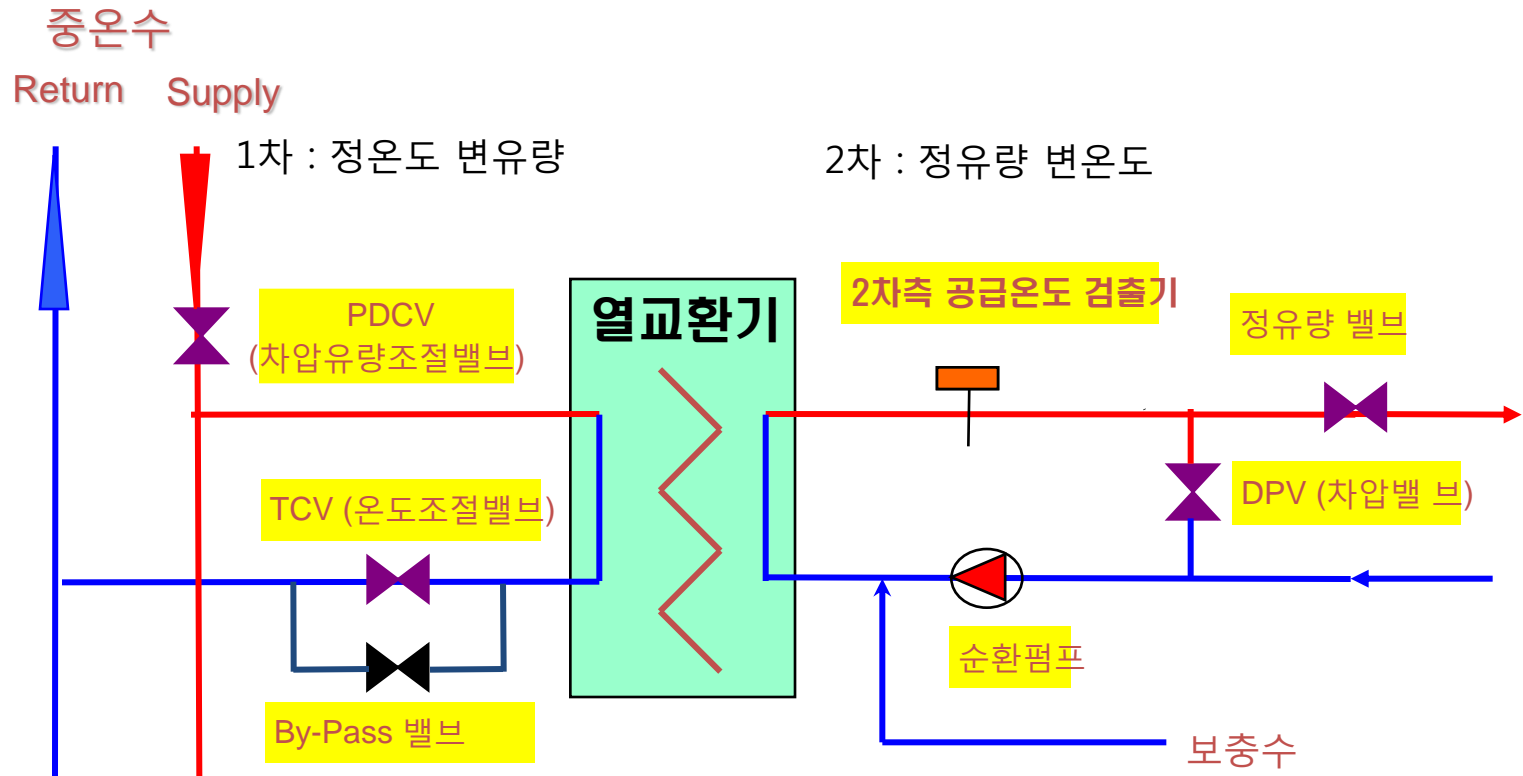 중온수
Return Supply
1차 : 정온도 변유량
2차 : 정유량 변온도
PDCV
(차압유량조절밸브)
열교환기
2차측 공급온도 검출기
정유량 밸브
TCV (온도조절밸브)
DPV (차압밸 브)
순환펌프
By-Pass 밸브
보충수